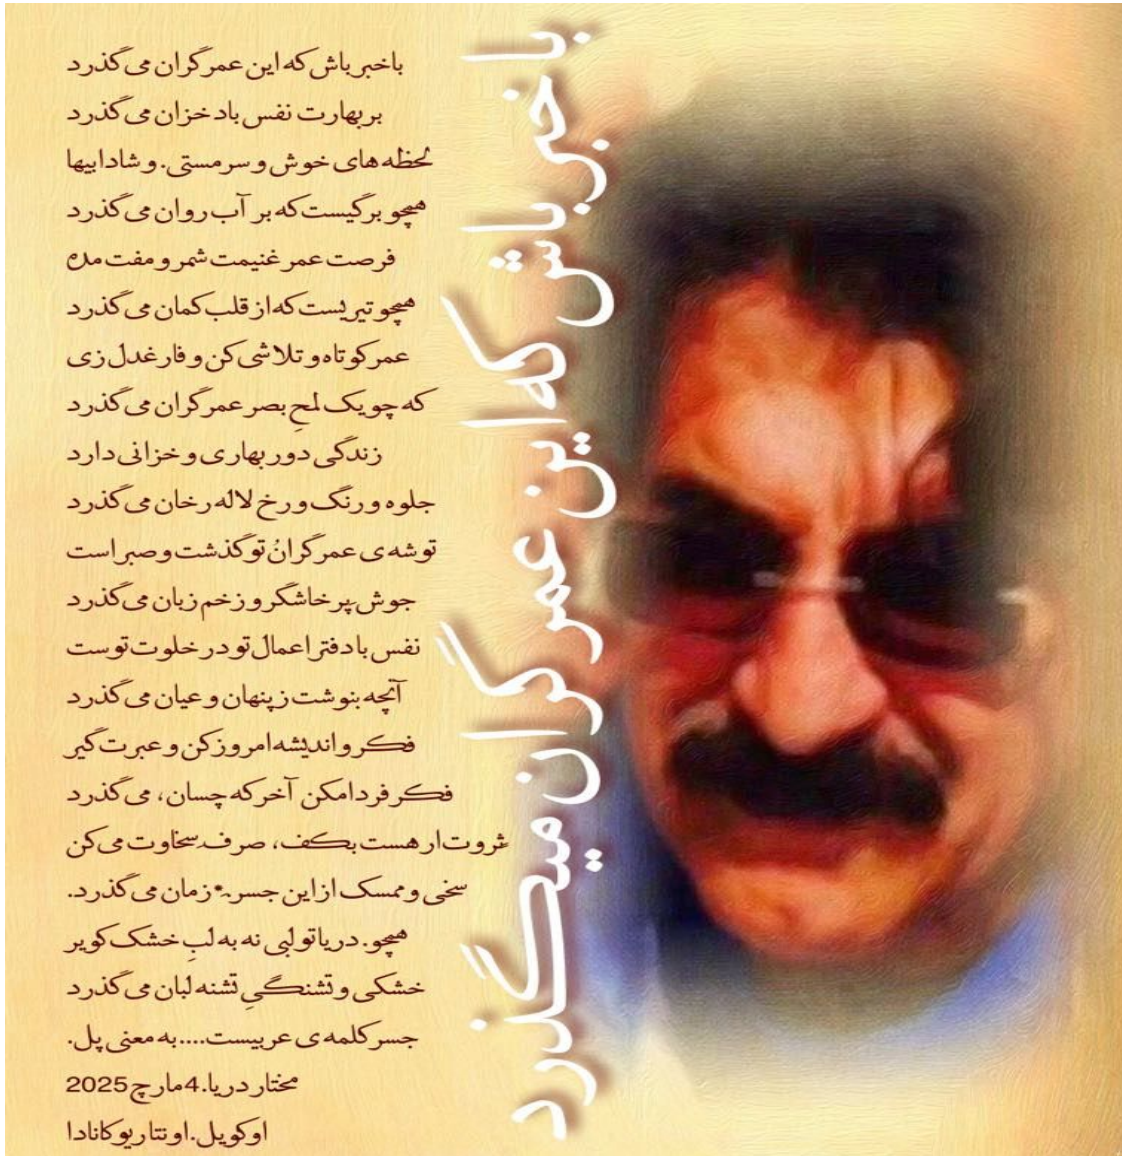 باخبر باش که این عمر گران میگذرد
باخبر باش که این عمر گران می‌گذرد
بر بهارت نفس باد خزان می‌گذرد
لحظه های خوش و سرمستی. و شادابیها
همچو برگیست که بر آب روان می‌گذرد
فرصت عمر غنیمت شمر و مفت مده
همچو تیریست که از قلب کمان می‌گذرد
عمر کوتاه و تلاشی کن و فارغدل زی
که چو یک لمحِ بصر عمر گران می‌گذرد
زندگی دور بهاری و خزانی دارد
جلوه و رنگ و رخ لاله رخان می‌گذرد
توشه ی عمر گرانُ تو گذشت و صبر است
جوش پرخاشگر و زخم زبان می‌گذرد
نفس با دفتر اعمال تو در خلوت توست
آنچه بنوشت ز پنهان و عیان می‌گذرد
فکر و اندیشه امروز کن و عبرت گیر
فکر فردا مکن آخر که چسان، می‌گذرد
ثروت ار هست بکف، صرف سخاوت می‌کن
سخی و ممسک از این جسر زمان می‌گذرد.
همچو. دریا تو لبی نه به لبِ خشک کویر
خشکی و تشنگیِ تشنه لبان می‌گذرد
جسر کلمه ی عربیست.... به معنی پل.
مختار دریا.4 مارچ 2025
اوکویل. اونتاریو کانادا